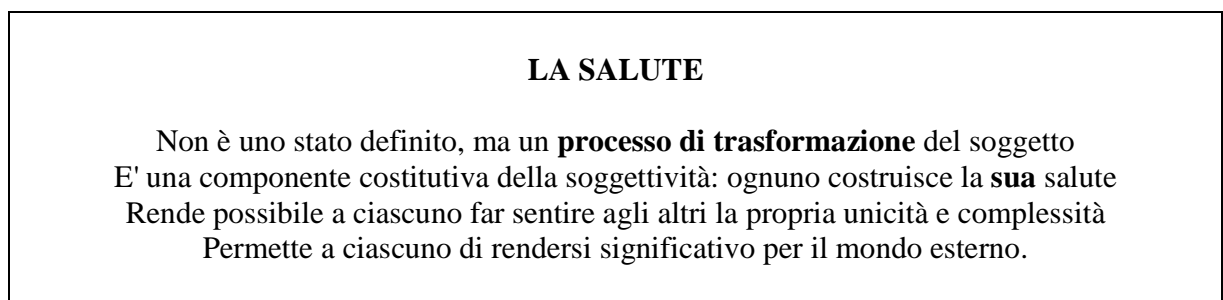 LA SALUTE
Non è uno stato definito, ma un processo di trasformazione del soggetto
E' una componente costitutiva della soggettività: ognuno costruisce la sua salute
Rende possibile a ciascuno far sentire agli altri la propria unicità e complessità
Permette a ciascuno di rendersi significativo per il mondo esterno.